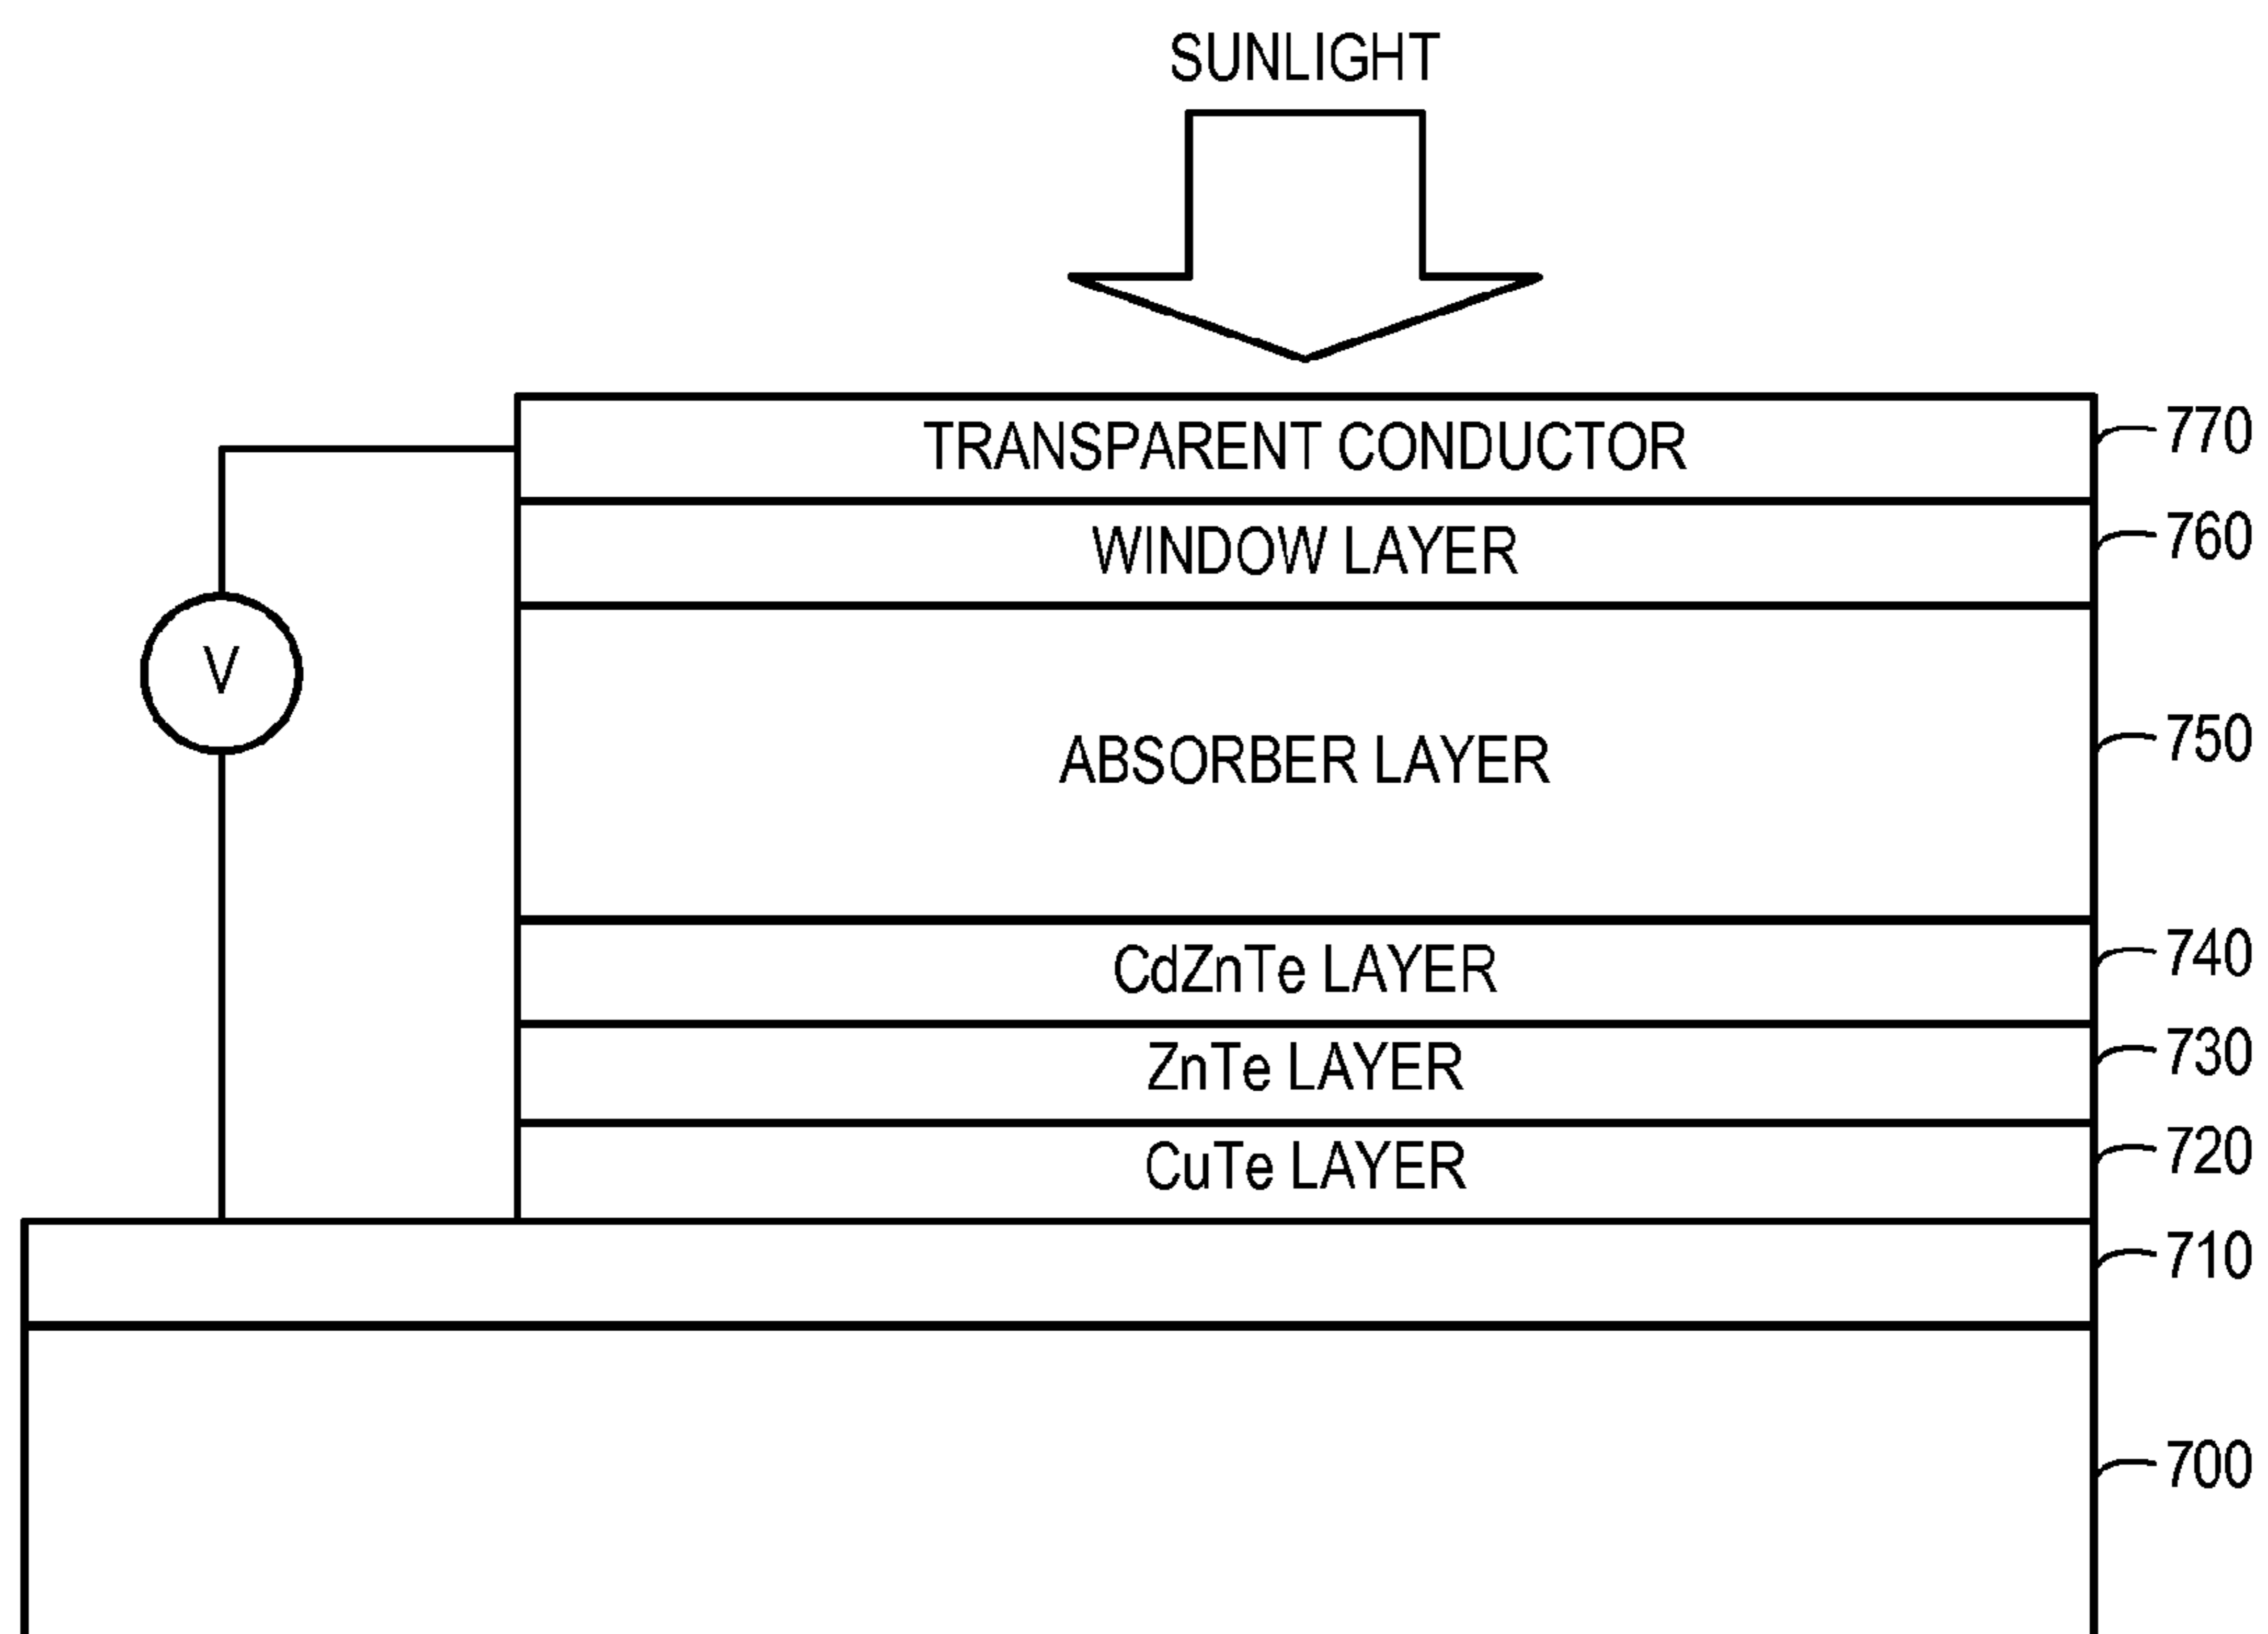 SUNLIGHT
TRANSPARENT CONDUCTOR
770
WINDOW LAYER
760
V
ABSORBER LAYER
750
CdZnTe LAYER
740
ZnTe LAYER
730
CuTe LAYER
720
710
700